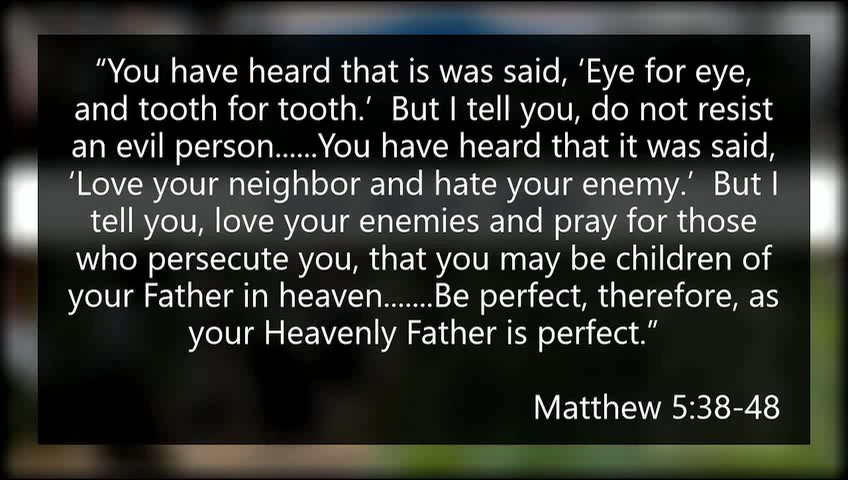 “You have heard that is was said, ‘Eye for eye,
and tooth for tooth.’  But I tell you, do not resist
an evil person......You have heard that it was said,
‘Love your neighbor and hate your enemy.’  But I
tell you, love your enemies and pray for those
who persecute you, that you may be children of
your Father in heaven.......Be perfect, therefore, as
your Heavenly Father is perfect.”
Matthew 5:38-48